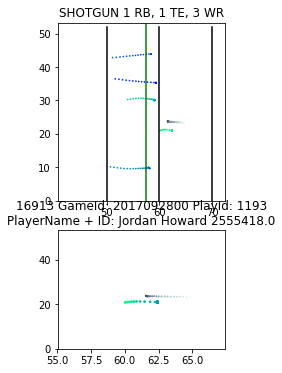 SHOTGUN 1 RB, 1 TE, 3 WR
50
40
30
20
10
0
50 60 70
16913 GameId: 2017092800 PlayId: 1193
PlayerName + ID: Jordan Howard 2555418.0
40
20
0
55.0 57.5 60.0 62.5 65.0